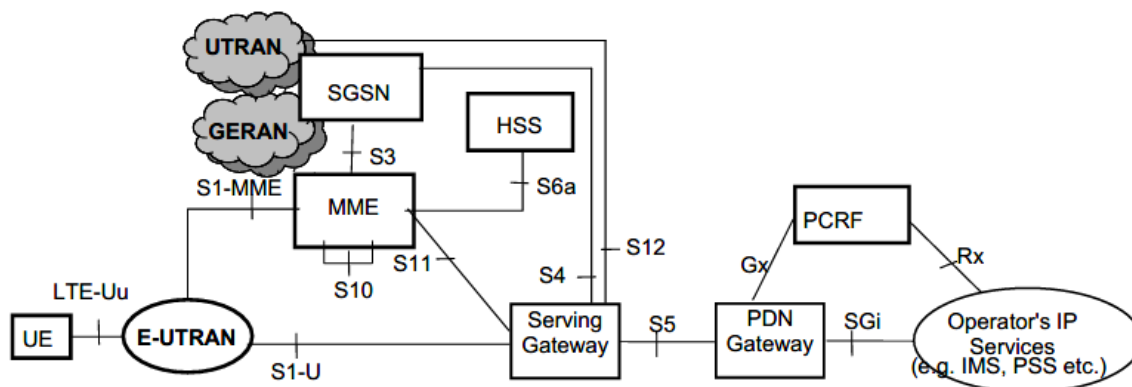 UTRAN
SGSN
GERAN
HSS
S3
S1-MME
S6a
MME
PCRF
S12
S11
Gx
Rx
S4
S10
LTE-Uu
UE
E-UTRAN
Serving
Gateway
S5
PDN
Gateway
SGi
Operator's IP
Services
(e.g. IMS, PSS etc.)
S1-U